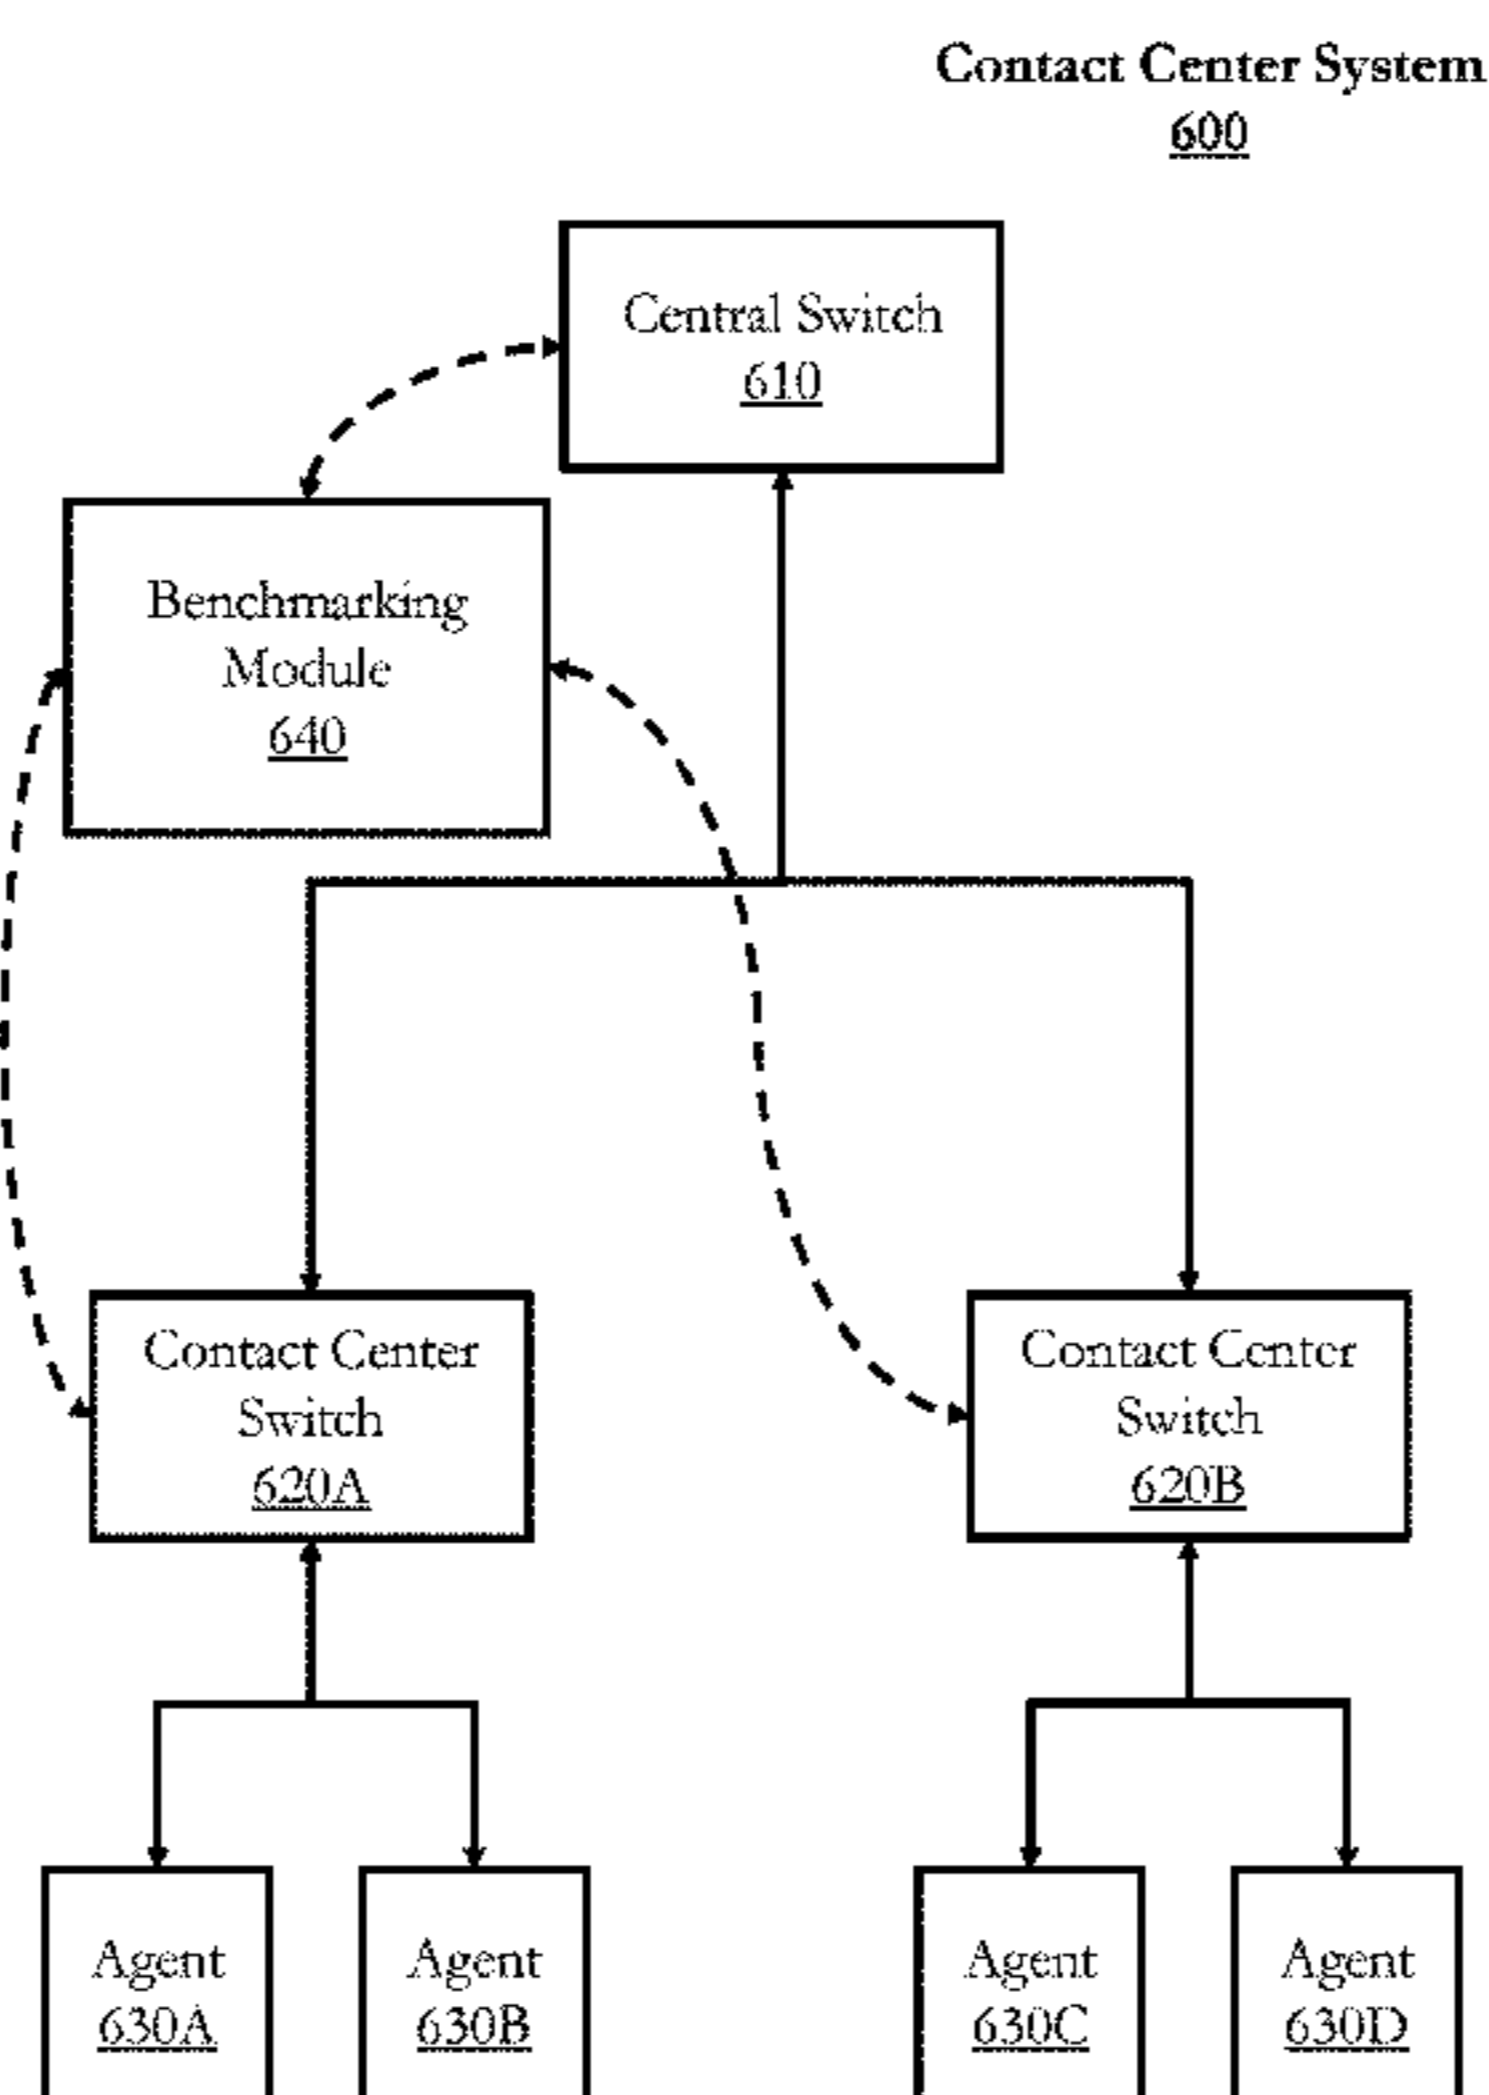 Contact Center System
600
Central Switch
610
Benchmarking
Module
640
Contact Center
Switch
620A
Contact Center
Switch
620B
Agent
630A
Agent
630B
Agent
630C
Agent
630D